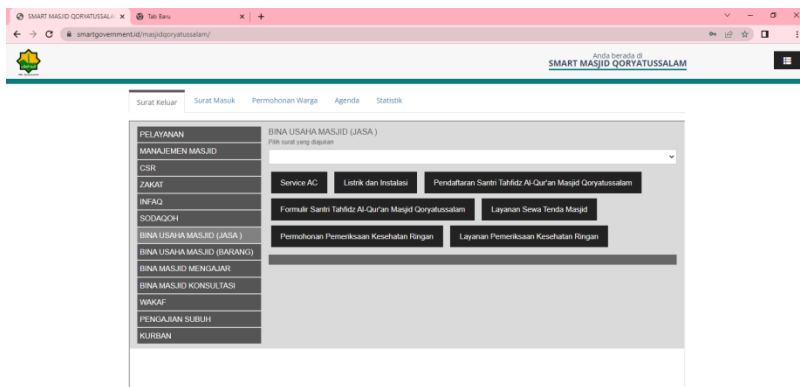 SMART MASJID QORYATUSSALA
Tab Baru
smartgovernment.id/masjidqoryatussalam/
Anda berada di
SMART MASJID QORYATUSSALAM
Surat Keluar Surat Masuk Permohonan Warga Agenda Statistik
PELAYANAN
MANAJEMEN MASJID
CSR
ZAKAT
INFAQ
SODAQOH
BINA USAHA MASJID (JASA )
BINA USAHA MASJID (BARANG)
BINA MASJID MENGAJAR
BINA MASJID KONSULTASI
WAKAF
PENGAJIAN SUBUH
KURBAN
BINA USAHA MASJID (JASA )
Pilih surat yang diajukan
Service AC Listrik dan Instalasi Pendaftaran Santri Tahfidz Al-Qur'an Masjid Qoryatussalam
Formulir Santri Tahfidz Al-Qur'an Masjid Qoryatussalam Layanan Sewa Tenda Masjid
Permohonan Pemeriksaan Kesehatan Ringan Layanan Pemeriksaan Kesehatan Ringan